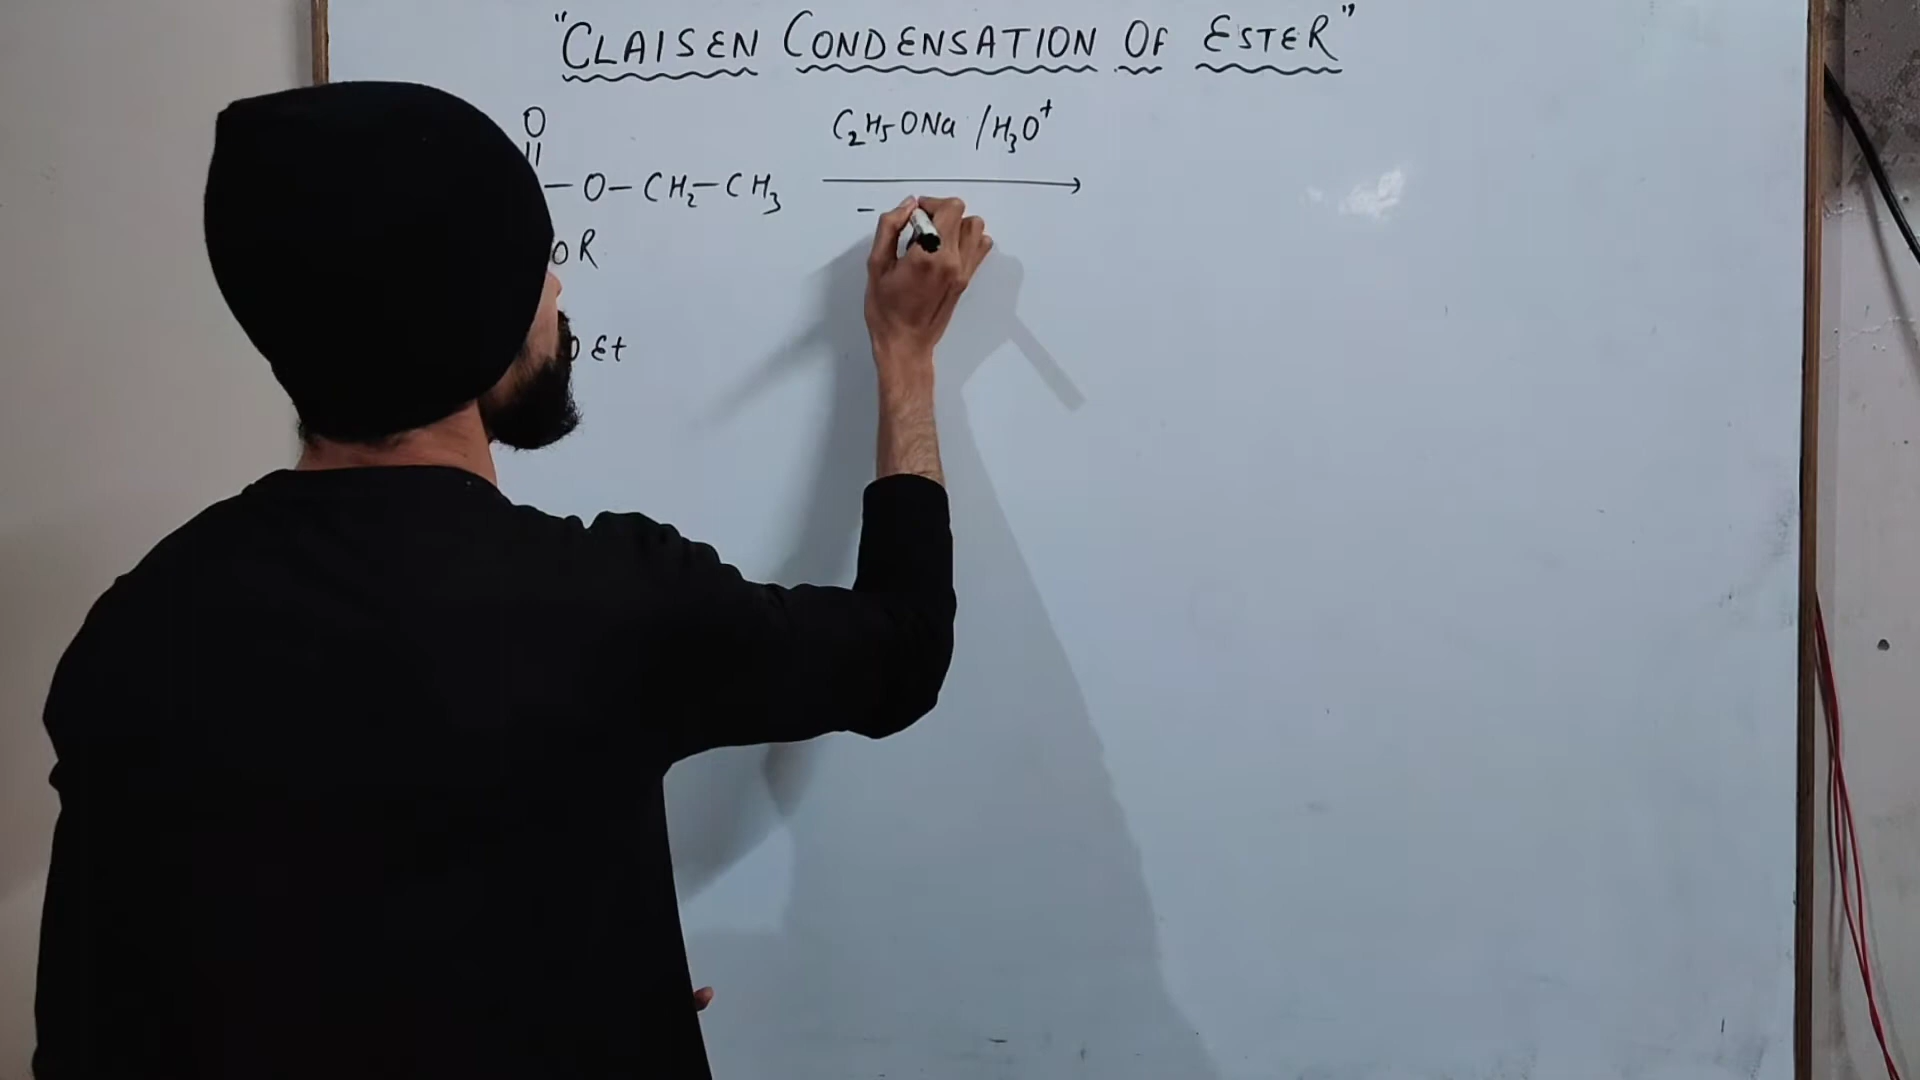 "CLAISEN CONDENSATION OF ESTER"
O
||
C₂H₅ONa /H₃O⁺
–O–CH₂–CH₃ ⟶
–
OR
OEt